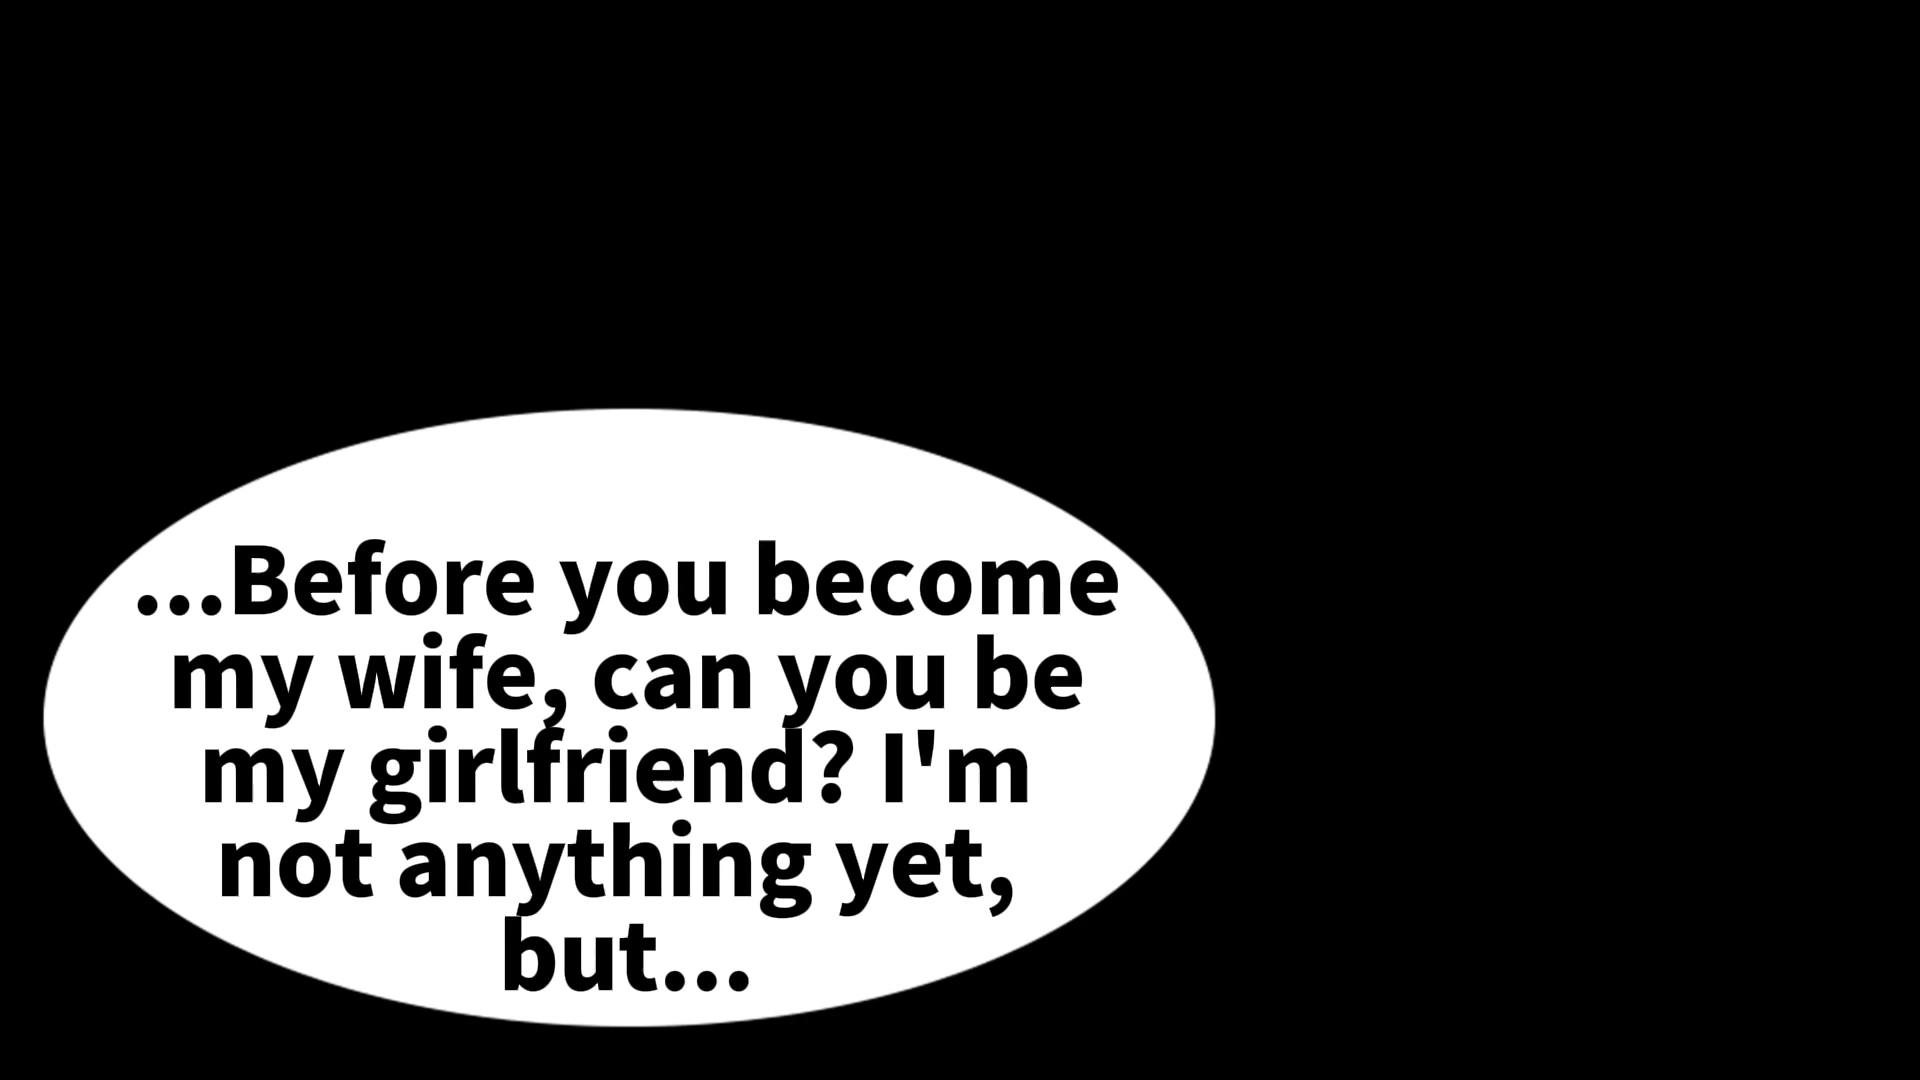 ...Before you become
my wife, can you be
my girlfriend? I'm
not anything yet,
but...